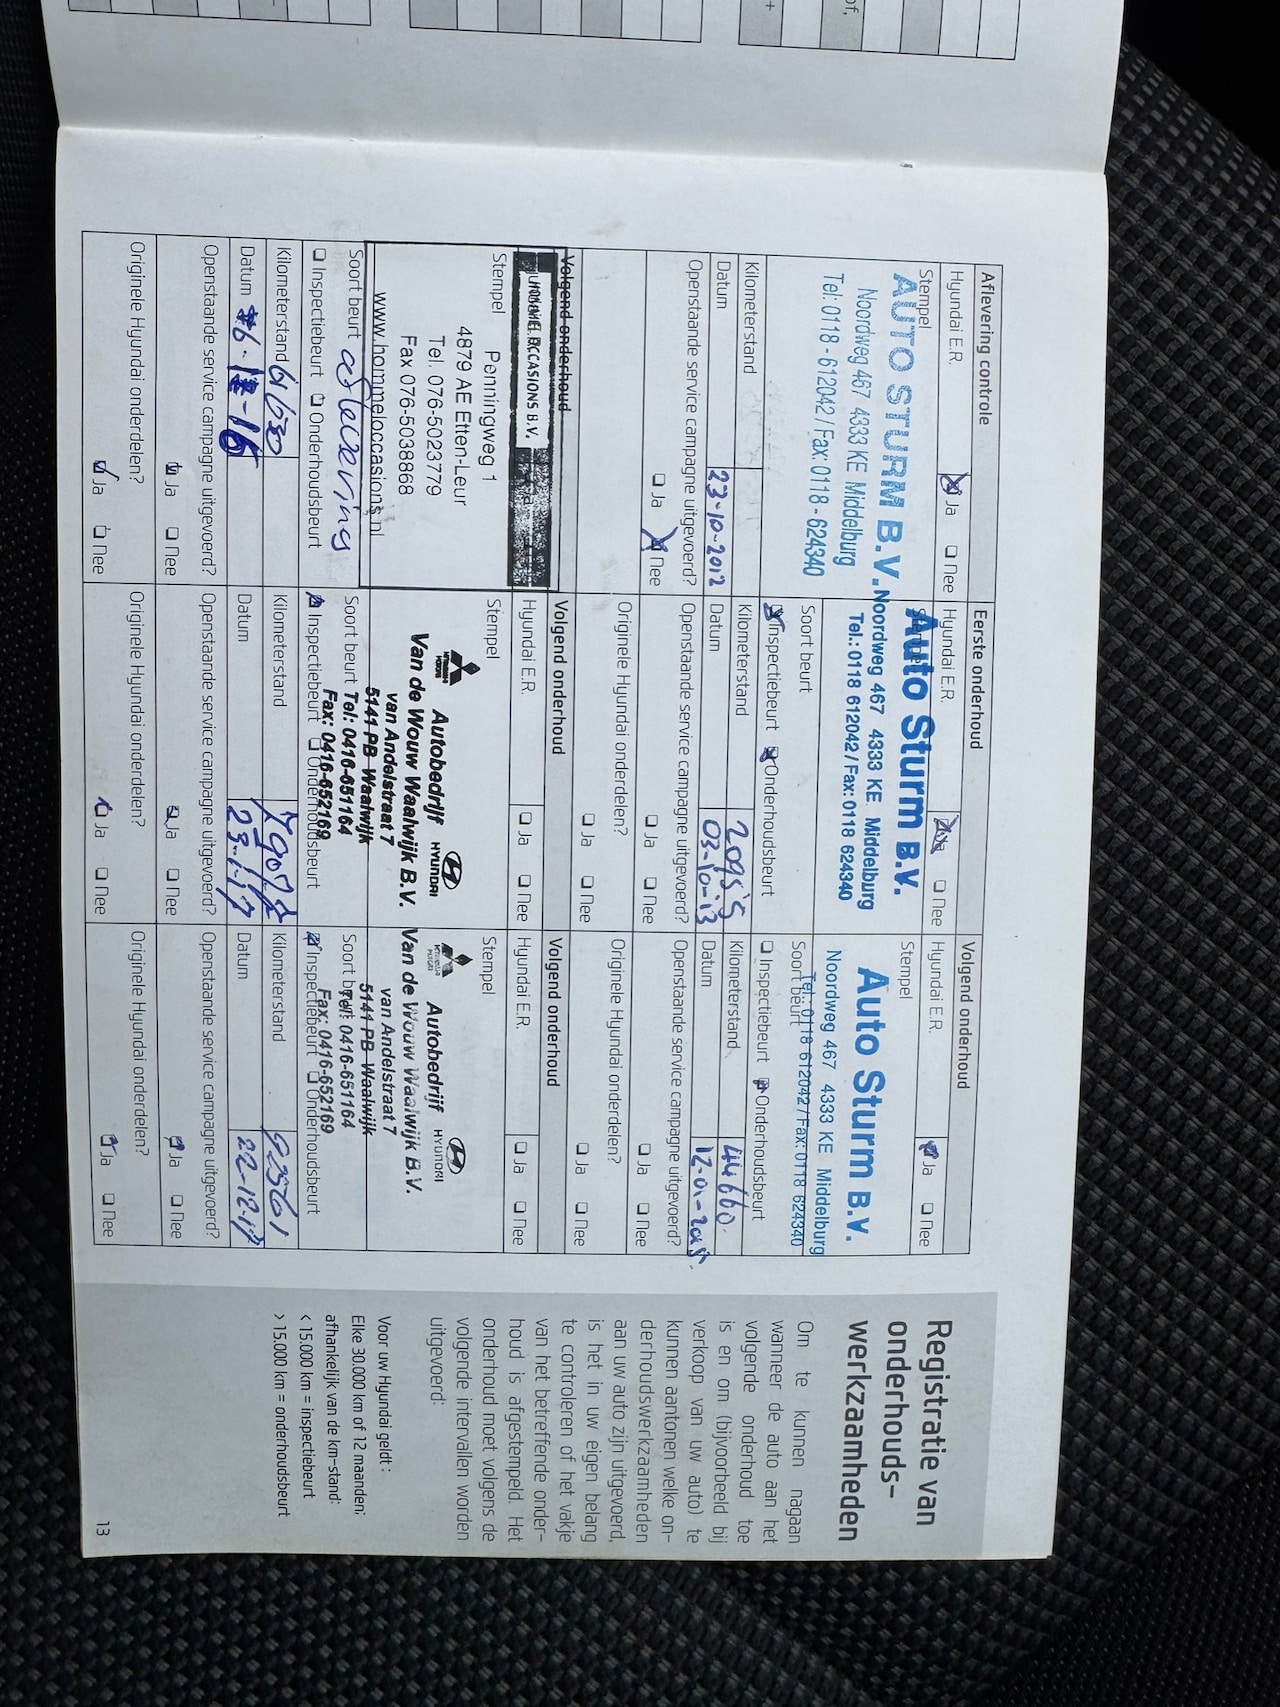 of,
+
Aflevering controle
Hyundai E.R.
Ja
Nee
Stempel
AUTO STURM B.V.
Noordweg 467 4333 KE Middelburg
Tel: 0118 - 612042 / Fax: 0118 - 624340
Kilometerstand
Datum
23-10-2012
Openstaande service campagne uitgevoerd?
Ja
Nee
Eerste onderhoud
Hyundai E.R.
Ja
Nee
Auto Sturm B.V.
Noordweg 467 4333 KE Middelburg
Tel.: 0118 612042 / Fax: 0118 624340
Soort beurt
Inspectiebeurt
Onderhoudsbeurt
Kilometerstand
20955
Datum
03-10-13
Openstaande service campagne uitgevoerd?
Ja
Nee
Originele Hyundai onderdelen?
Ja
Nee
Volgend onderhoud
Hyundai E.R.
Ja
Nee
Stempel
Auto Sturm B.V.
Noordweg 467 4333 KE Middelburg
Tel.: 0118 612042 / Fax: 0118 624340
Soort beurt
Inspectiebeurt
Onderhoudsbeurt
Kilometerstand
44660.
Datum
12-01-2015.
Openstaande service campagne uitgevoerd?
Ja
Nee
Originele Hyundai onderdelen?
Ja
Nee
Volgend onderhoud
OCCASIONS B.V.
Stempel
Penningweg 1
4879 AE Etten-Leur
Tel. 076-5023779
Fax 076-5038868
www.hommeloccasions.nl
Soort beurt aflevering
Inspectiebeurt
Onderhoudsbeurt
Kilometerstand
Datum
Openstaande service campagne uitgevoerd?
Ja
Nee
Originele Hyundai onderdelen?
Ja
Nee
Volgend onderhoud
Hyundai E.R.
Ja
Nee
Stempel
Autobedrijf
HYUNDAI
Van de Wouw Waalwijk B.V.
van Andelstraat 7
5141 PB Waalwijk
Tel: 0416-651164
Fax: 0416-652169
Soort beurt
Inspectiebeurt
Onderhoudsbeurt
Kilometerstand
Datum
23-1-17
Openstaande service campagne uitgevoerd?
Ja
Nee
Originele Hyundai onderdelen?
Ja
Nee
Volgend onderhoud
Hyundai E.R.
Ja
Nee
Stempel
Autobedrijf
HYUNDAI
Van de Wouw Waalwijk B.V.
van Andelstraat 7
5141 PB Waalwijk
Tel: 0416-651164
Fax: 0416-652169
Soort beurt
Inspectiebeurt
Onderhoudsbeurt
Kilometerstand
Datum
22-12-17
Openstaande service campagne uitgevoerd?
Ja
Nee
Originele Hyundai onderdelen?
Ja
Nee
Registratie van
onderhouds-
werkzaamheden
Om te kunnen nagaan
wanneer de auto aan het
volgende onderhoud toe
is en om (bijvoorbeeld bij
verkoop van uw auto) te
kunnen aantonen welke on-
derhoudswerkzaamheden
aan uw auto zijn uitgevoerd,
is het in uw eigen belang
te controleren of het vakje
van het betreffende onder-
houd is afgestempeld. Het
onderhoud moet volgens de
volgende intervallen worden
uitgevoerd:
Voor uw Hyundai geldt :
Elke 30.000 km of 12 maanden;
afhankelijk van de km-stand:
< 15.000 km = inspectiebeurt
> 15.000 km = onderhoudsbeurt
13